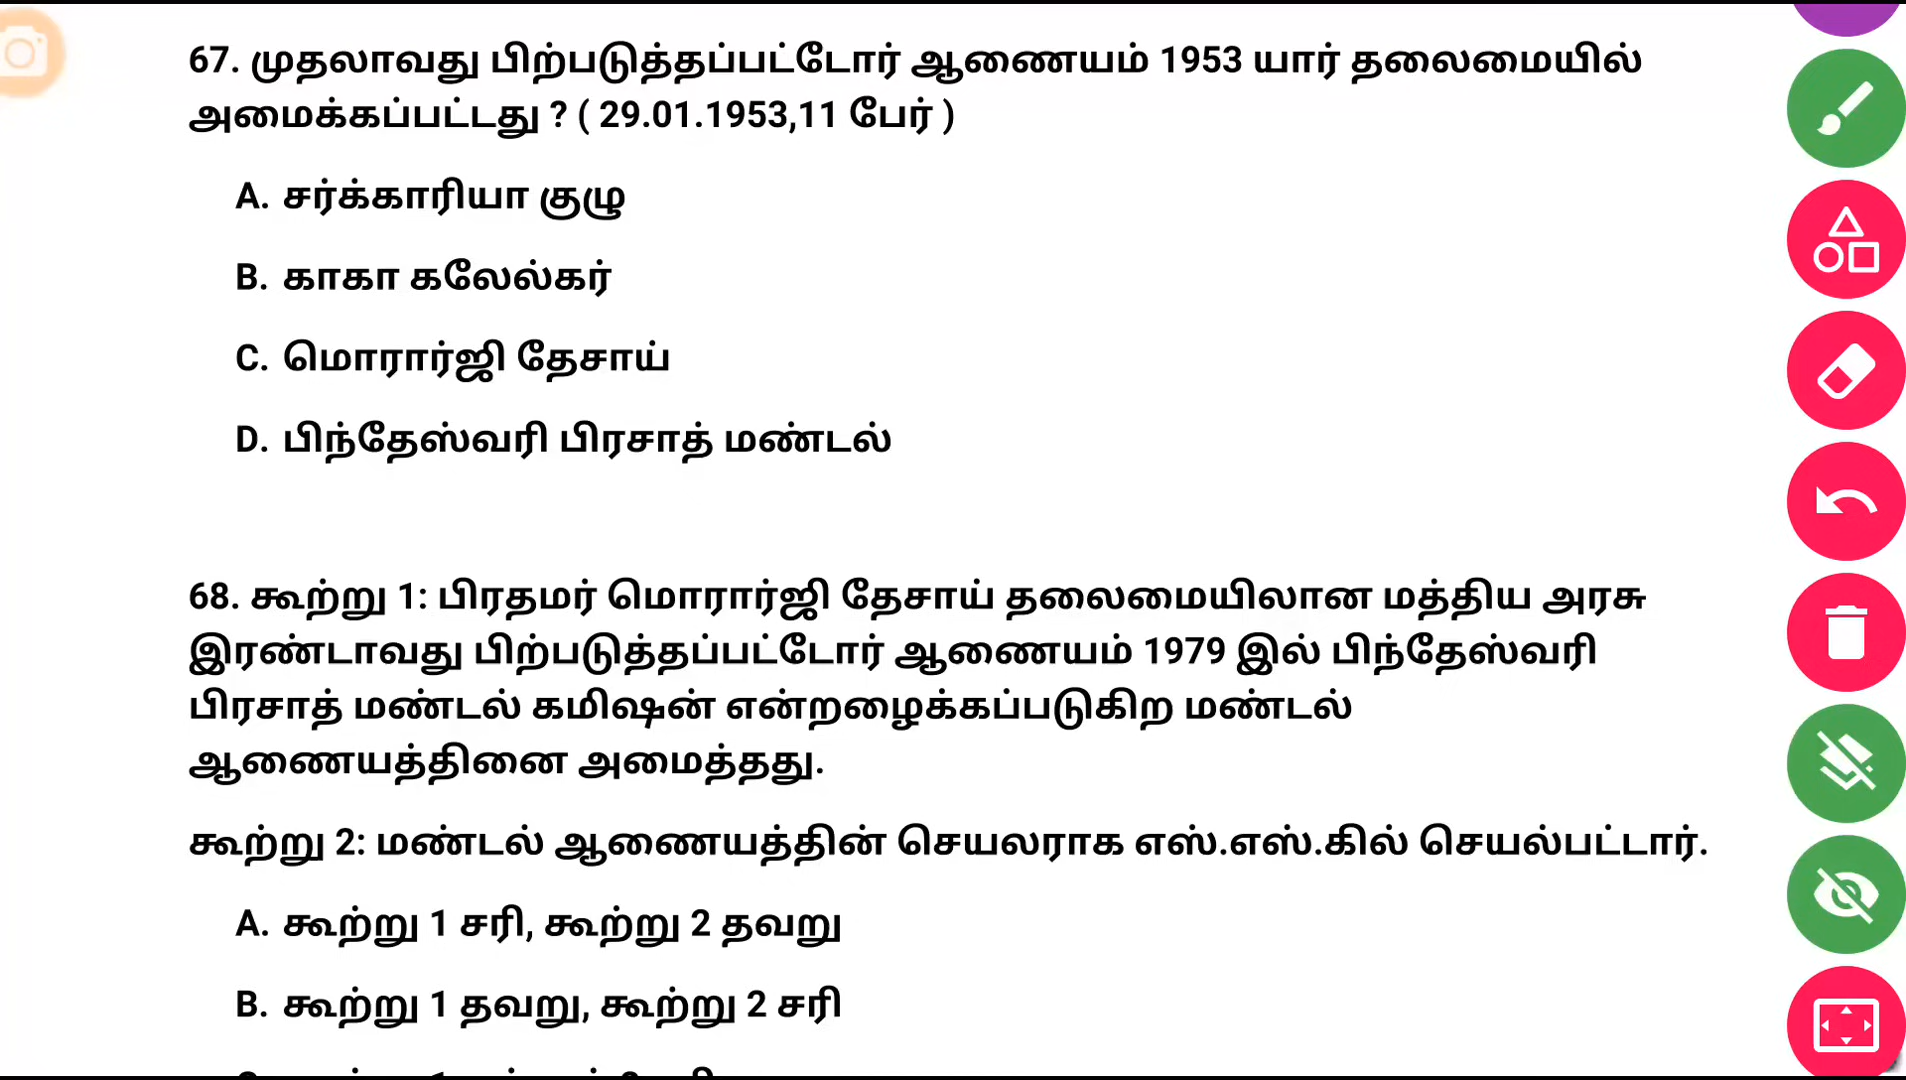 67. முதலாவது பிற்படுத்தப்பட்டோர் ஆணையம் 1953 யார் தலைமையில்
அமைக்கப்பட்டது ? ( 29.01.1953,11 பேர் )
A. சர்க்காரியா குழு
B. காகா கலேல்கர்
C. மொரார்ஜி தேசாய்
D. பிந்தேஸ்வரி பிரசாத் மண்டல்
68. கூற்று 1: பிரதமர் மொரார்ஜி தேசாய் தலைமையிலான மத்திய அரசு
இரண்டாவது பிற்படுத்தப்பட்டோர் ஆணையம் 1979 இல் பிந்தேஸ்வரி
பிரசாத் மண்டல் கமிஷன் என்றழைக்கப்படுகிற மண்டல்
ஆணையத்தினை அமைத்தது.
கூற்று 2: மண்டல் ஆணையத்தின் செயலராக எஸ்.எஸ்.கில் செயல்பட்டார்.
A. கூற்று 1 சரி, கூற்று 2 தவறு
B. கூற்று 1 தவறு, கூற்று 2 சரி